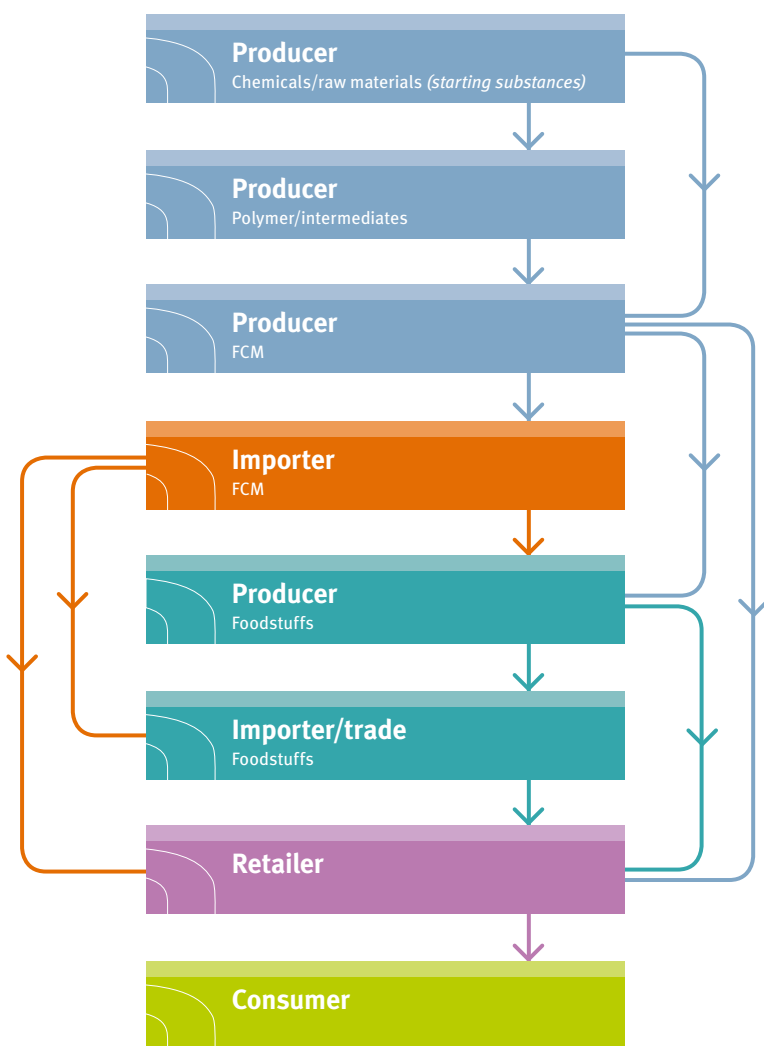 Producer
Chemicals/raw materials (starting substances)
Producer
Polymer/intermediates
Producer
FCM
Importer
FCM
Producer
Foodstuffs
Importer/trade
Foodstuffs
Retailer
Consumer